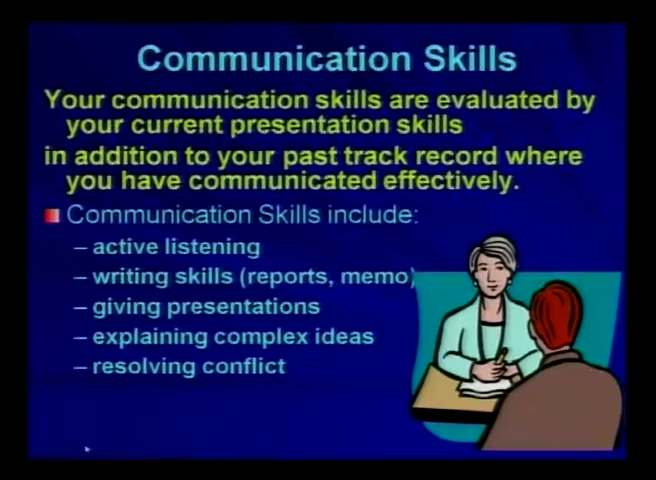 Communication Skills
Your communication skills are evaluated by
your current presentation skills
in addition to your past track record where
you have communicated effectively.
Communication Skills include:
– active listening
– writing skills (reports, memo)
– giving presentations
– explaining complex ideas
– resolving conflict